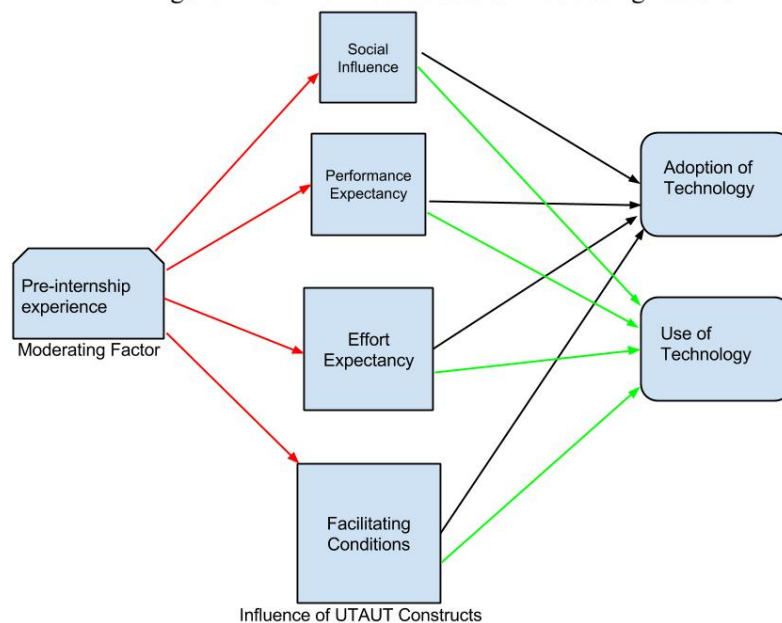 Social
Influence
Performance
Expectancy
Adoption of
Technology
Pre-internship
experience
Moderating Factor
Effort
Expectancy
Use of
Technology
Facilitating
Conditions
Influence of UTAUT Constructs